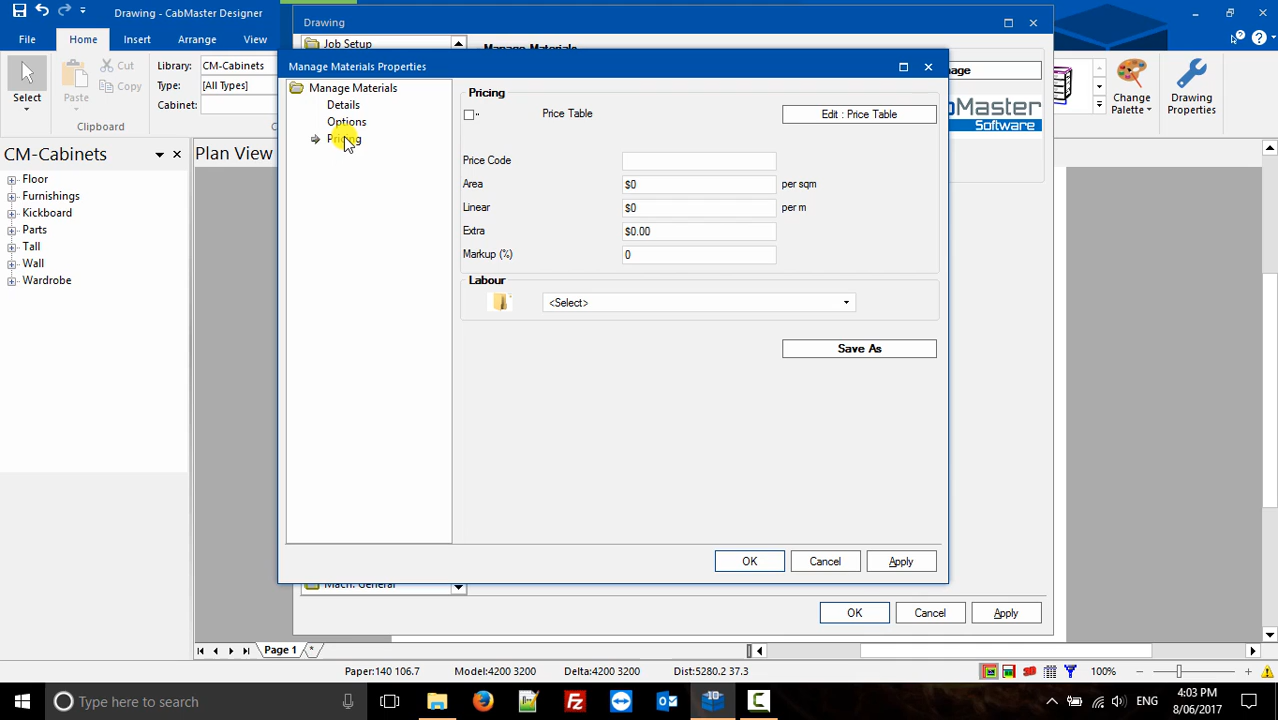 Drawing - CabMaster Designer
File
Home
Insert
Arrange
View
Select
Paste
Cut
Copy
Clipboard
Library:
CM-Cabinets
Type:
[All Types]
Cabinet:
Change
Palette
Drawing
Properties
CM-Cabinets
Floor
Furnishings
Kickboard
Parts
Tall
Wall
Wardrobe
Plan View
Drawing
Job Setup
Manage Materials Properties
Manage Materials
Details
Options
Pricing
Pricing
Price Table
Edit : Price Table
Price Code
Area
$0
per sqm
Linear
$0
per m
Extra
$0.00
Markup (%)
0
Labour
<Select>
Save As
OK
Cancel
Apply
Software
OK
Cancel
Apply
Page 1
*
Paper:140 106.7
Model:4200 3200
Delta:4200 3200
Dist:5280.2 37.3
100%
Type here to search
ENG
4:03 PM
8/06/2017